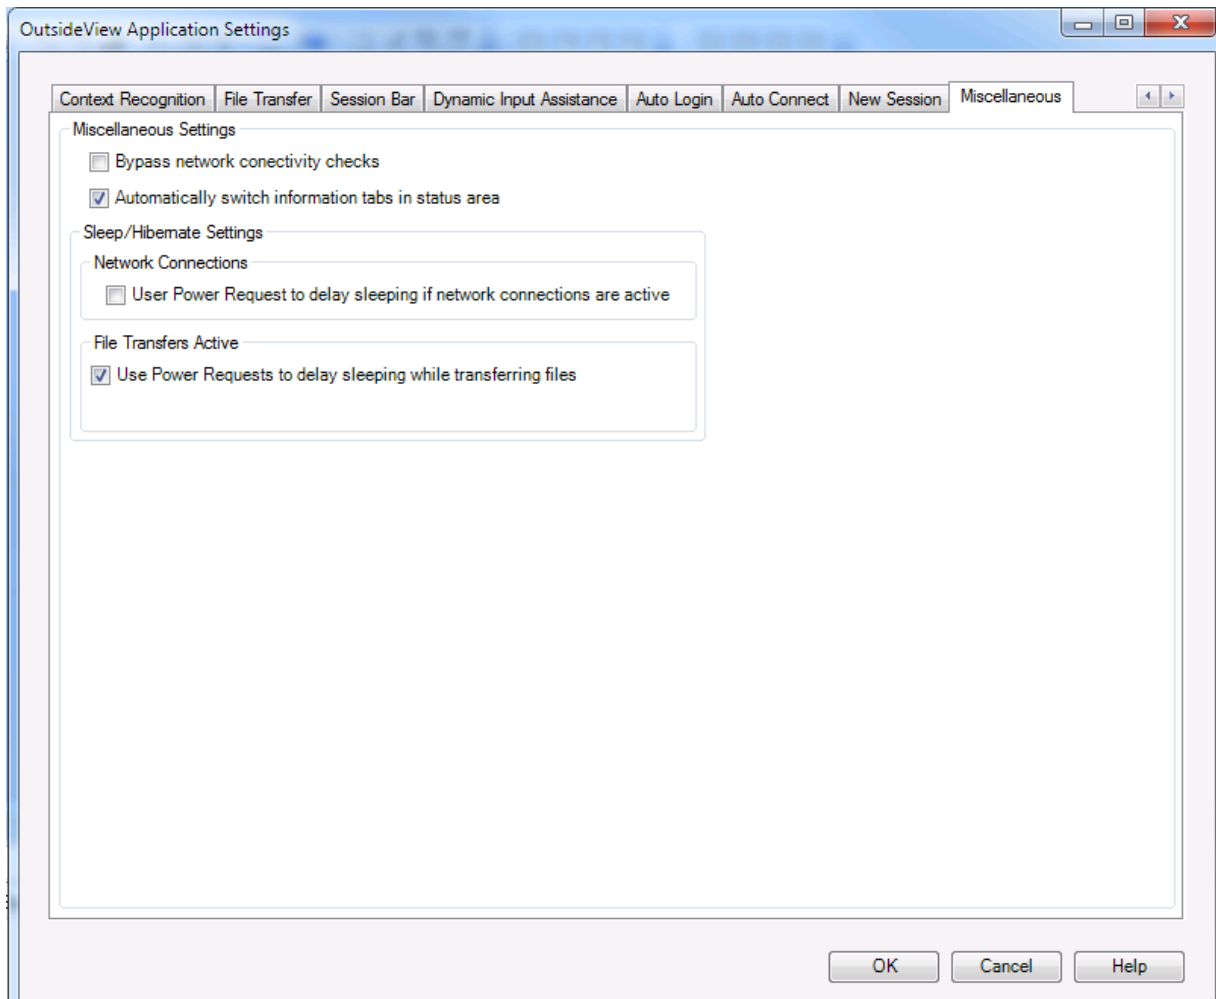 OutsideView Application Settings
Context Recognition File Transfer Session Bar Dynamic Input Assistance Auto Login Auto Connect New Session Miscellaneous
Miscellaneous Settings
Bypass network conectivity checks
Automatically switch information tabs in status area
Sleep/Hibernate Settings
Network Connections
User Power Request to delay sleeping if network connections are active
File Transfers Active
Use Power Requests to delay sleeping while transferring files
OK Cancel Help